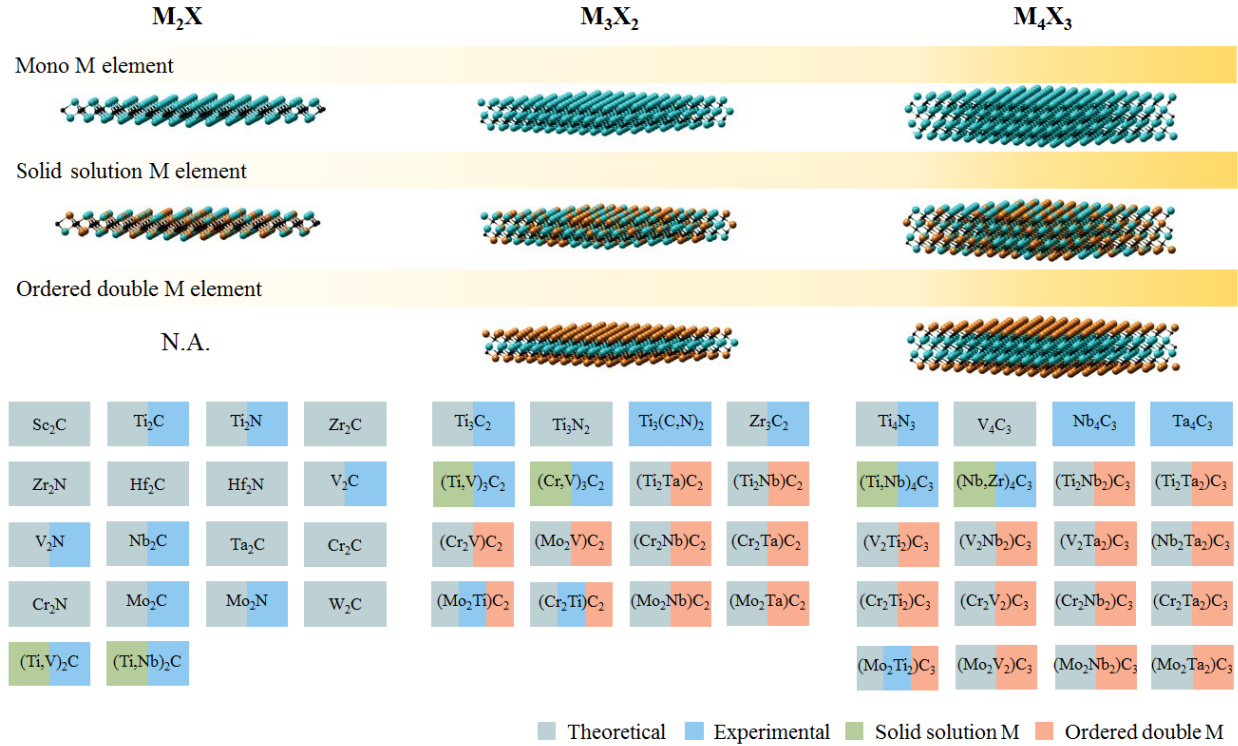 M₂X M₃X₂ M₄X₃
Mono M element
Solid solution M element
Ordered double M element
N.A.
Sc₂C Ti₂C Ti₂N Zr₂C Ti₃C₂ Ti₃N₂ Ti₃(C,N)₂ Zr₃C₂ Ti₄N₃ V₄C₃ Nb₄C₃ Ta₄C₃
Zr₂N Hf₂C Hf₂N V₂C (Ti,V)₃C₂ (Cr,V)₃C₂ (Ti₂Ta)C₂ (Ti₂Nb)C₂ (Ti,Nb)₄C₃ (Nb,Zr)₄C₃ (Ti₂Nb₂)C₃ (Ti₂Ta₂)C₃
V₂N Nb₂C Ta₂C Cr₂C (Cr₂V)C₂ (Mo₂V)C₂ (Cr₂Nb)C₂ (Cr₂Ta)C₂ (V₂Ti₂)C₃ (V₂Nb₂)C₃ (V₂Ta₂)C₃ (Nb₂Ta₂)C₃
Cr₂N Mo₂C Mo₂N W₂C (Mo₂Ti)C₂ (Cr₂Ti)C₂ (Mo₂Nb)C₂ (Mo₂Ta)C₂ (Cr₂Ti₂)C₃ (Cr₂V₂)C₃ (Cr₂Nb₂)C₃ (Cr₂Ta₂)C₃
(Ti,V)₂C (Ti,Nb)₂C (Mo₂Ti₂)C₃ (Mo₂V₂)C₃ (Mo₂Nb₂)C₃ (Mo₂Ta₂)C₃
Theoretical Experimental Solid solution M Ordered double M